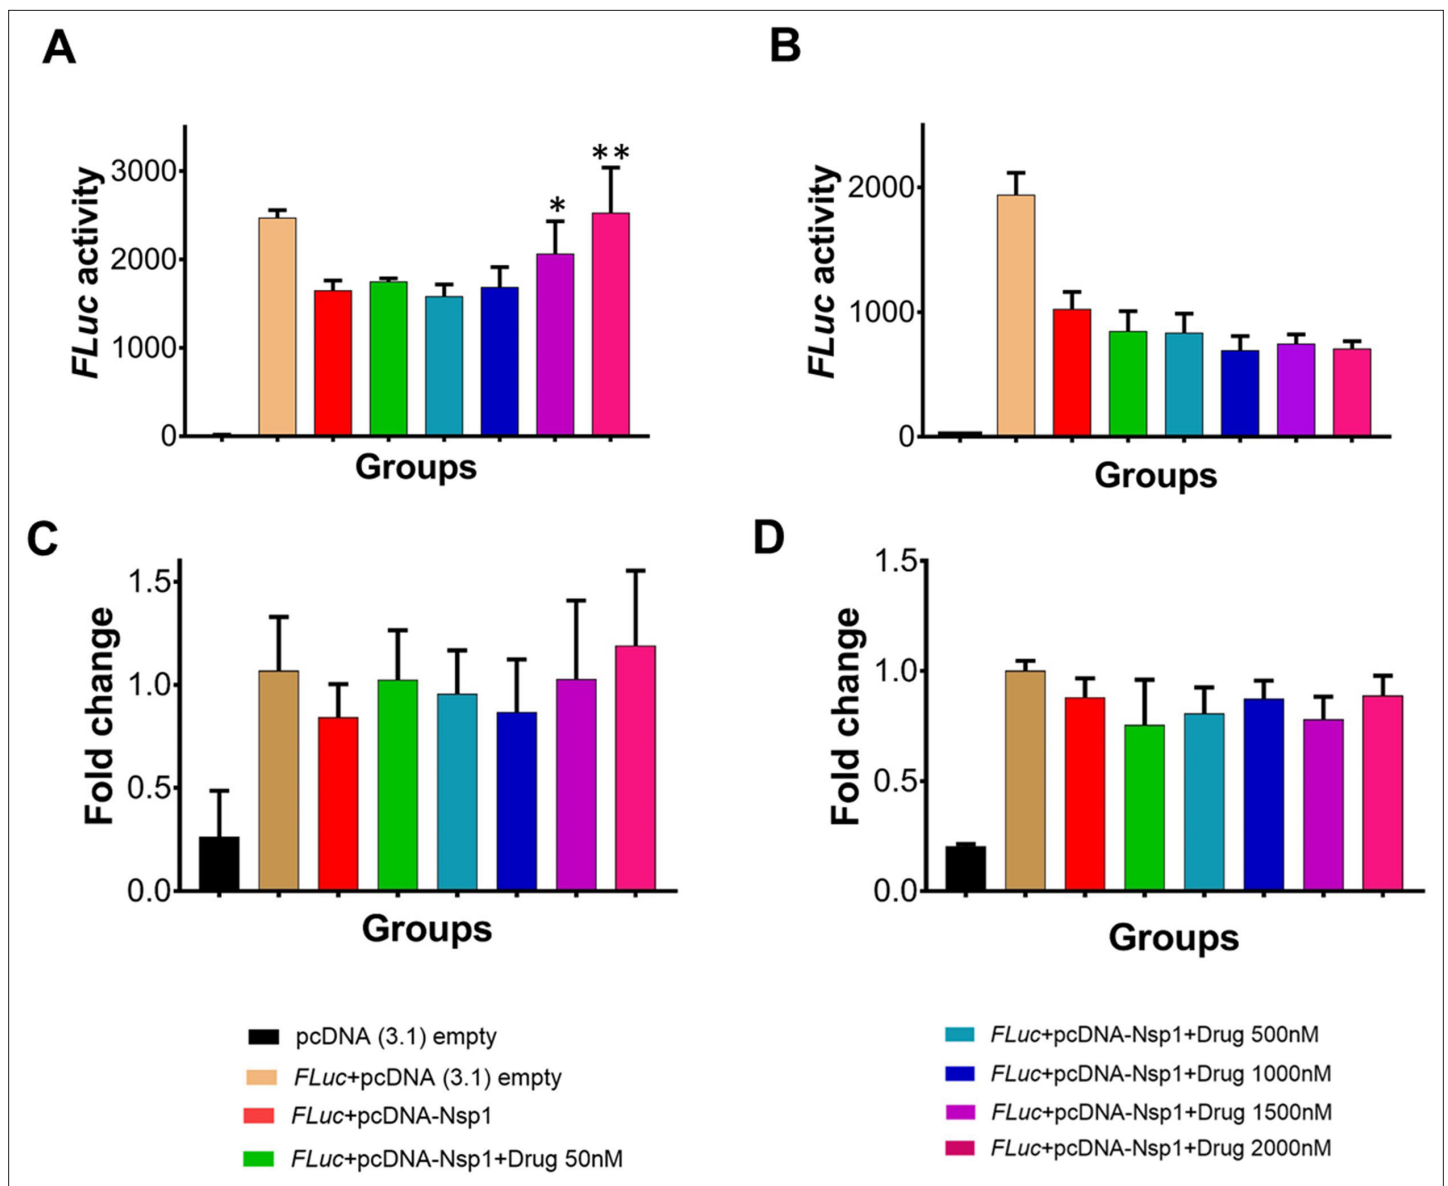 A
B
FLuc activity
3000
2000
1000
0
*
**
Groups
FLuc activity
2000
1000
0
Groups
C
D
Fold change
1.5
1.0
0.5
0.0
Groups
Fold change
1.5
1.0
0.5
0.0
Groups
pcDNA (3.1) empty
FLuc+pcDNA (3.1) empty
FLuc+pcDNA-Nsp1
FLuc+pcDNA-Nsp1+Drug 50nM
FLuc+pcDNA-Nsp1+Drug 500nM
FLuc+pcDNA-Nsp1+Drug 1000nM
FLuc+pcDNA-Nsp1+Drug 1500nM
FLuc+pcDNA-Nsp1+Drug 2000nM